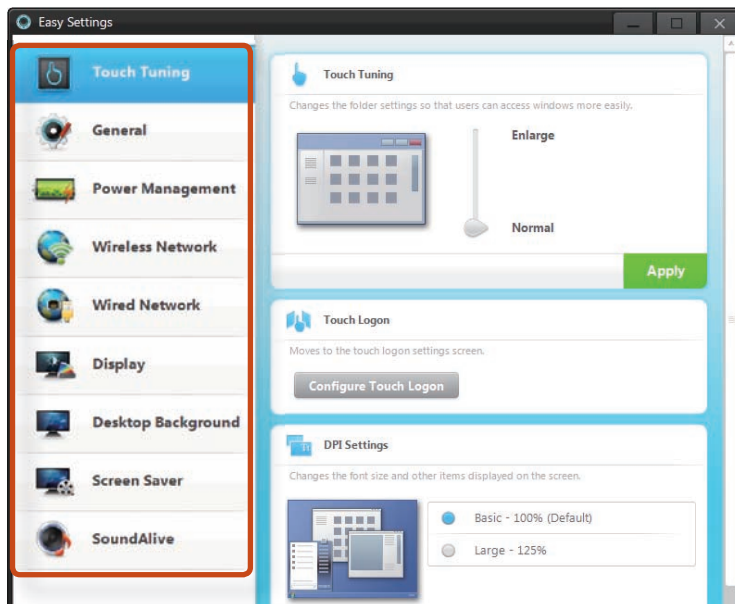 Easy Settings
Touch Tuning
General
Power Management
Wireless Network
Wired Network
Display
Desktop Background
Screen Saver
SoundAlive
Touch Tuning
Changes the folder settings so that users can access windows more easily.
Enlarge
Normal
Apply
Touch Logon
Moves to the touch logon settings screen.
Configure Touch Logon
DPI Settings
Changes the font size and other items displayed on the screen.
Basic - 100% (Default)
Large - 125%